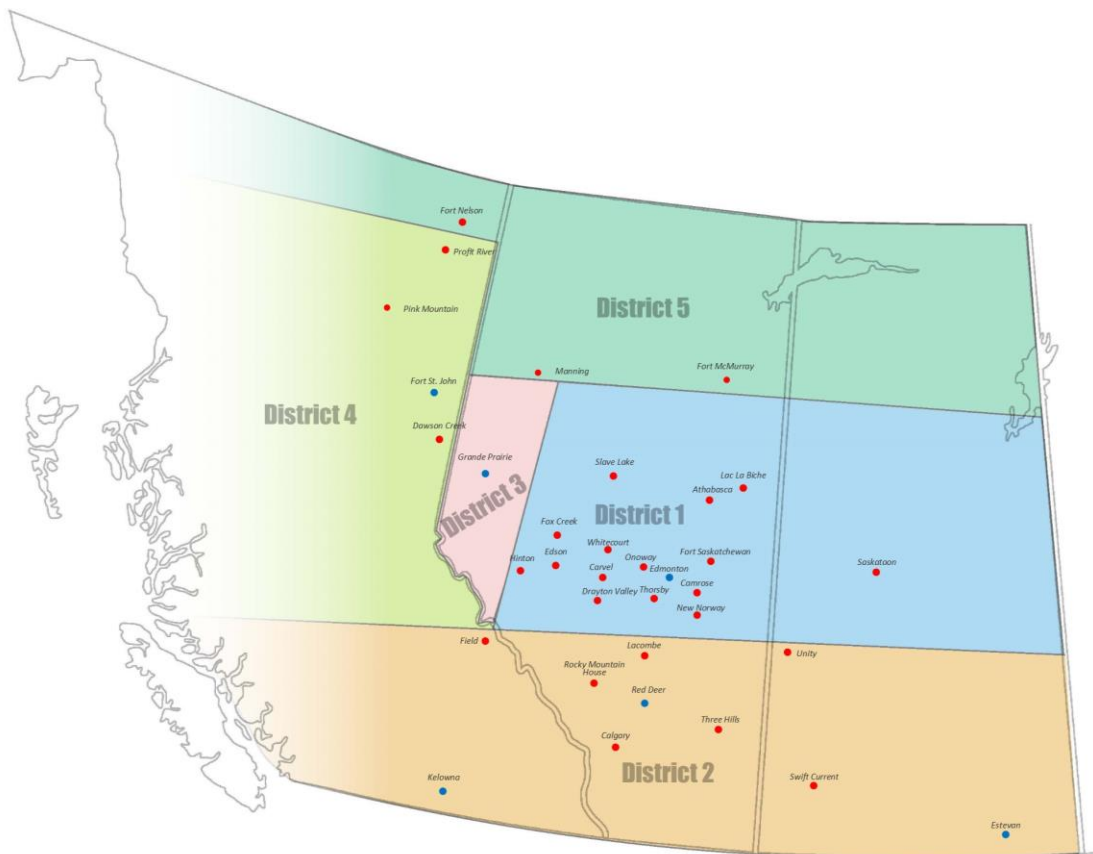 Fort Nelson
Profit River
Pink Mountain
District 5
Manning
Fort McMurray
Fort St. John
District 4
Dawson Creek
Grande Prairie
District 3
Slave Lake
Lac La Biche
Athabasca
District 1
Fox Creek
Whitecourt
Hinton
Edson
Onoway
Fort Saskatchewan
Carvel
Edmonton
Saskatoon
Drayton Valley
Thorsby
Camrose
New Norway
Field
Lacombe
Unity
Rocky Mountain
House
Red Deer
Three Hills
Calgary
District 2
Kelowna
Swift Current
Estevan